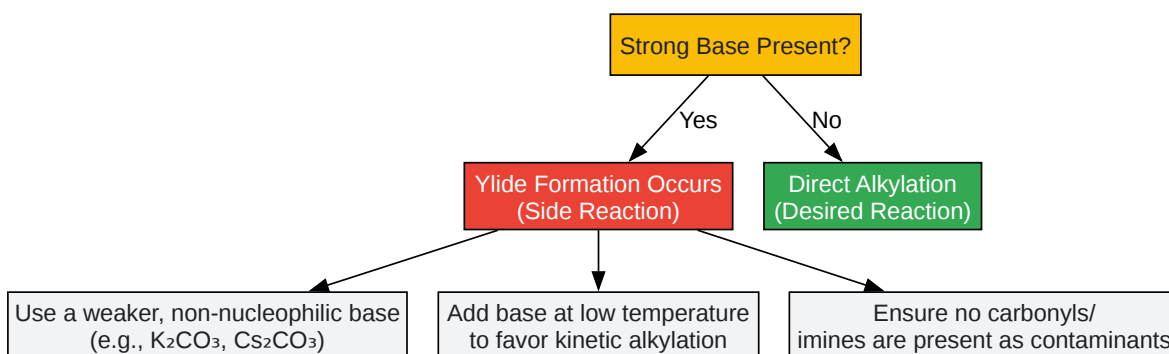 Strong Base Present?
Yes
No
Ylide Formation Occurs
(Side Reaction)
Direct Alkylation
(Desired Reaction)
Use a weaker, non-nucleophilic base
(e.g., K₂CO₃, Cs₂CO₃)
Add base at low temperature
to favor kinetic alkylation
Ensure no carbonyls/
imines are present as contaminants